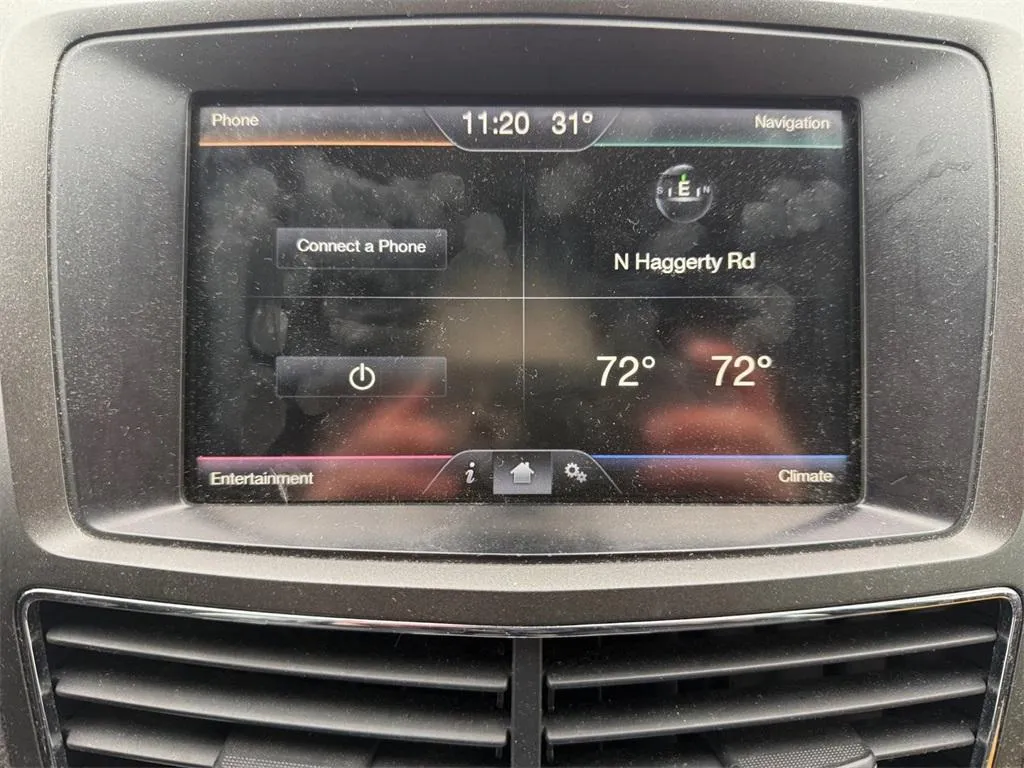 Phone
11:20 31°
Navigation
S E N
Connect a Phone
N Haggerty Rd
72° 72°
Entertainment
i
Climate